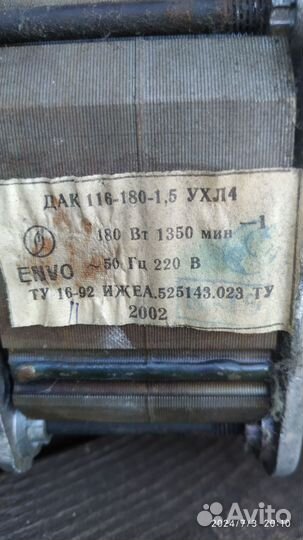 ДАК 116-180-1,5 УХЛ4
180 Вт 1350 мин −1
ENVO ~50 Гц 220 В
ТУ 16-92 ИЖЕА.525143.023 ТУ
2002
Avito
2024/7/3 20:10